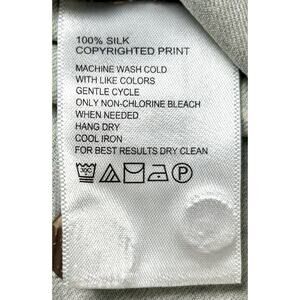 100% SILK
COPYRIGHTED PRINT
MACHINE WASH COLD
WITH LIKE COLORS
GENTLE CYCLE
ONLY NON-CHLORINE BLEACH
WHEN NEEDED
HANG DRY
COOL IRON
FOR BEST RESULTS DRY CLEAN
30C P